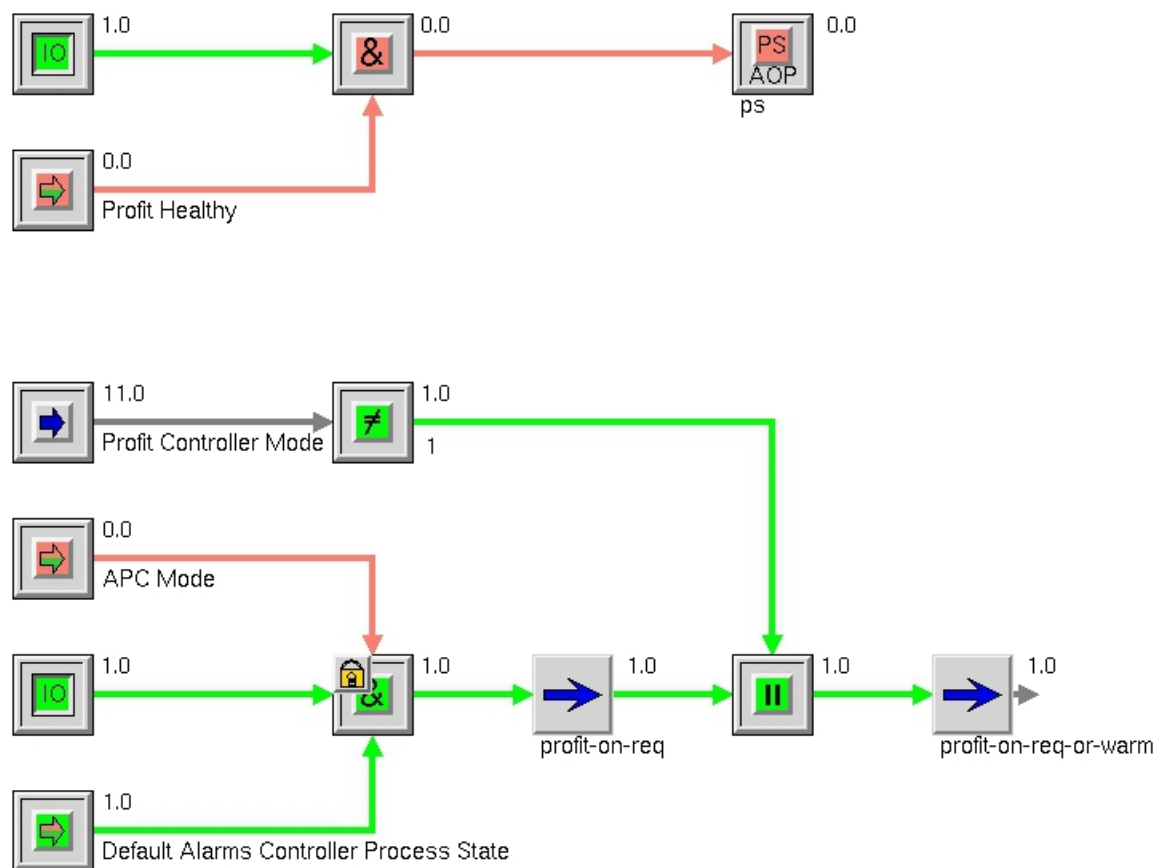 1.0
0.0
0.0
IO
&
PS
AOP
ps
0.0
Profit Healthy
11.0
1.0
≠
Profit Controller Mode
1
0.0
APC Mode
1.0
1.0
1.0
1.0
1.0
IO
&
II
profit-on-req
profit-on-req-or-warm
1.0
Default Alarms Controller Process State